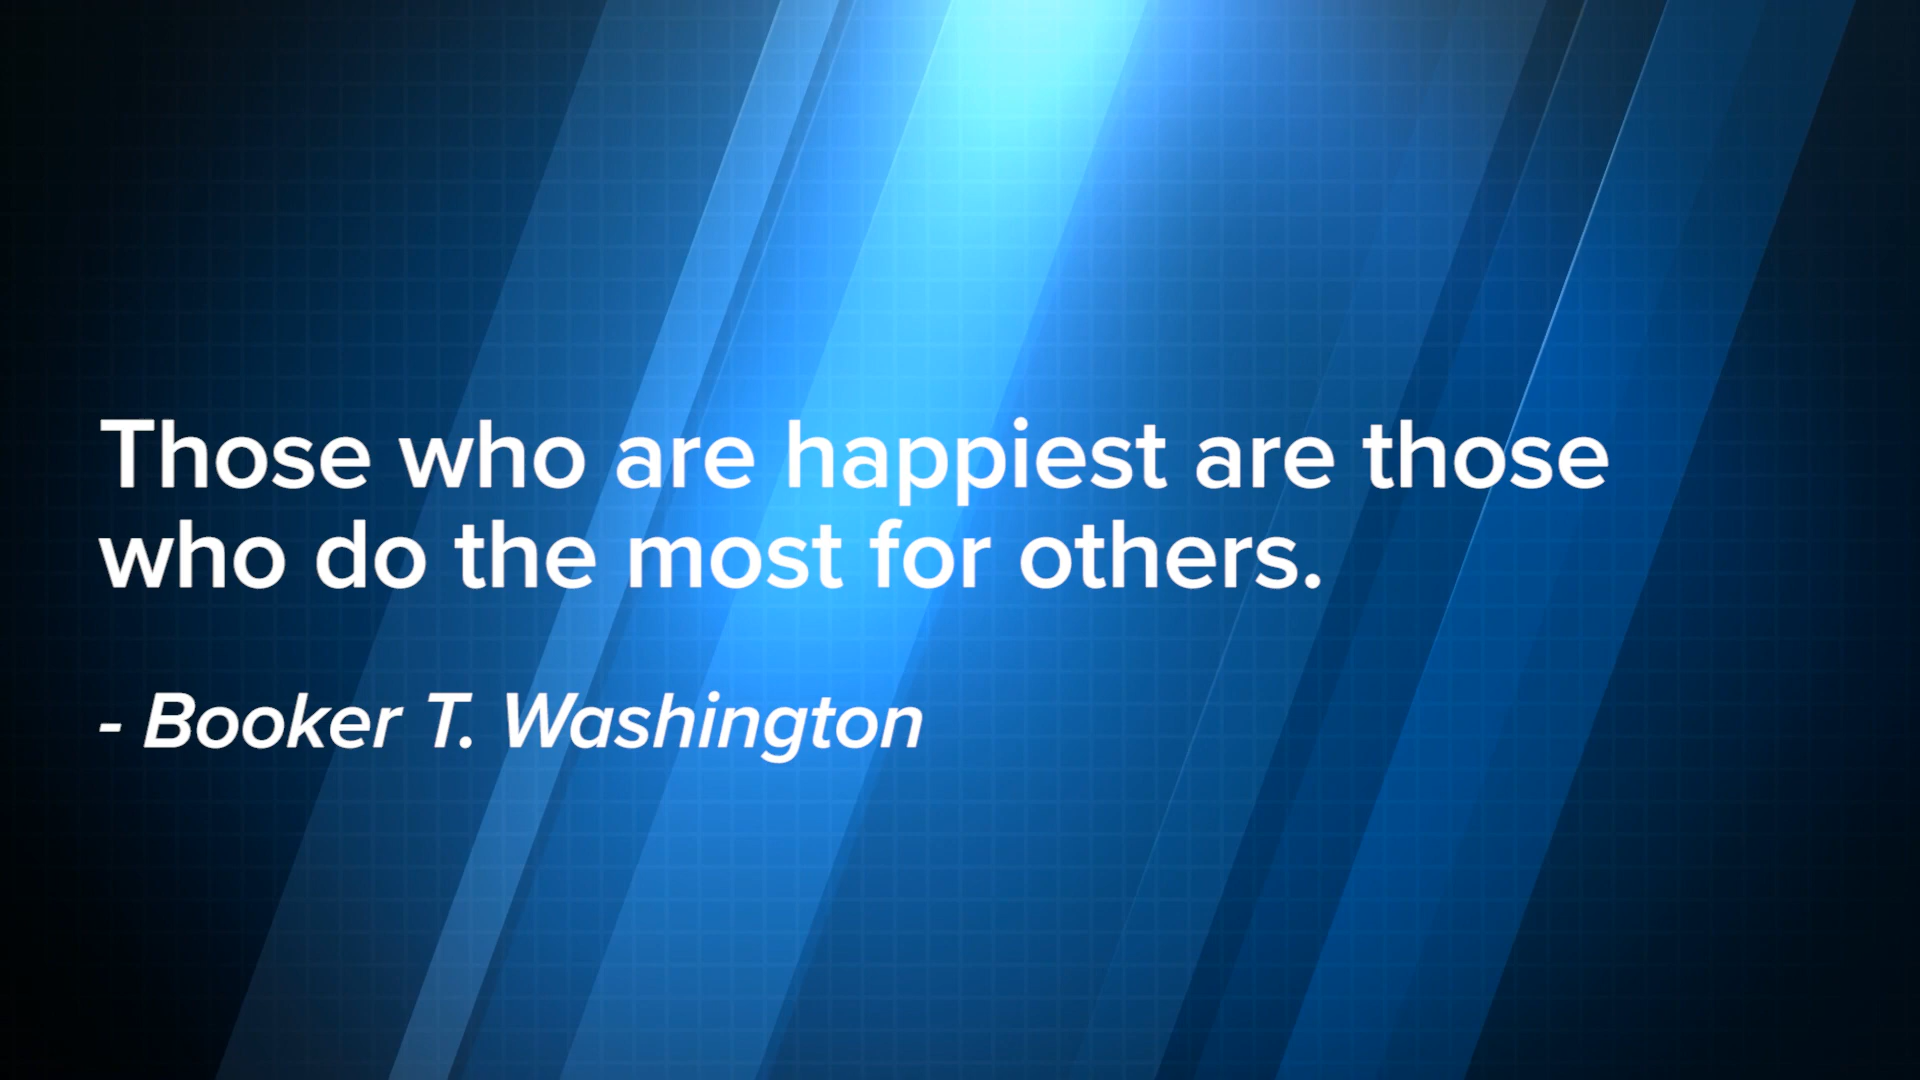 Those who are happiest are those
who do the most for others.
- Booker T. Washington